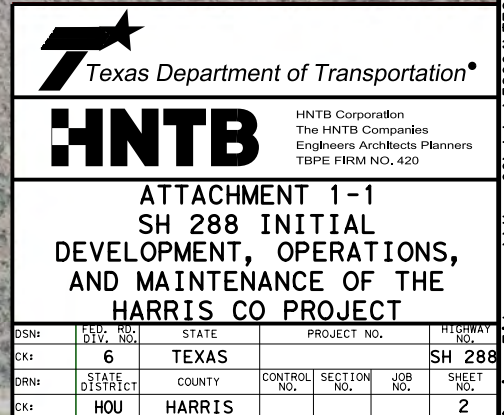 Texas Department of Transportation
HNTB
HNTB Corporation
The HNTB Companies
Engineers Architects Planners
TBPE FIRM NO. 420
ATTACHMENT 1-1
SH 288 INITIAL
DEVELOPMENT, OPERATIONS,
AND MAINTENANCE OF THE
HARRIS CO PROJECT
DSN: FED. RD. DIV. NO. STATE PROJECT NO. HIGHWAY NO.
CK: 6 TEXAS SH 288
DRN: STATE DISTRICT COUNTY CONTROL NO. SECTION NO. JOB NO. SHEET NO.
CK: HOU HARRIS 2